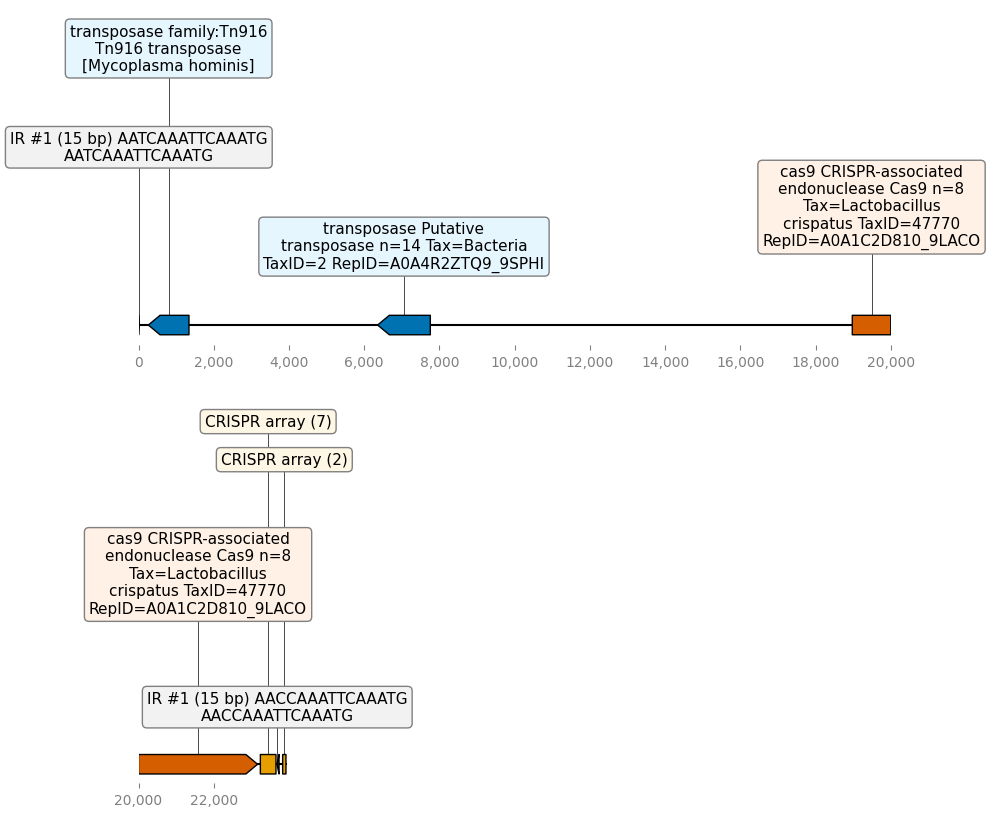 transposase family:Tn916
Tn916 transposase
[Mycoplasma hominis]
IR #1 (15 bp) AATCAAATTCAAATG
AATCAAATTCAAATG
cas9 CRISPR-associated
endonuclease Cas9 n=8
Tax=Lactobacillus
crispatus TaxID=47770
RepID=A0A1C2D810_9LACO
transposase Putative
transposase n=14 Tax=Bacteria
TaxID=2 RepID=A0A4R2ZTQ9_9SPHI
0 2,000 4,000 6,000 8,000 10,000 12,000 14,000 16,000 18,000 20,000
CRISPR array (7)
CRISPR array (2)
cas9 CRISPR-associated
endonuclease Cas9 n=8
Tax=Lactobacillus
crispatus TaxID=47770
RepID=A0A1C2D810_9LACO
IR #1 (15 bp) AACCAAATTCAAATG
AACCAAATTCAAATG
20,000 22,000